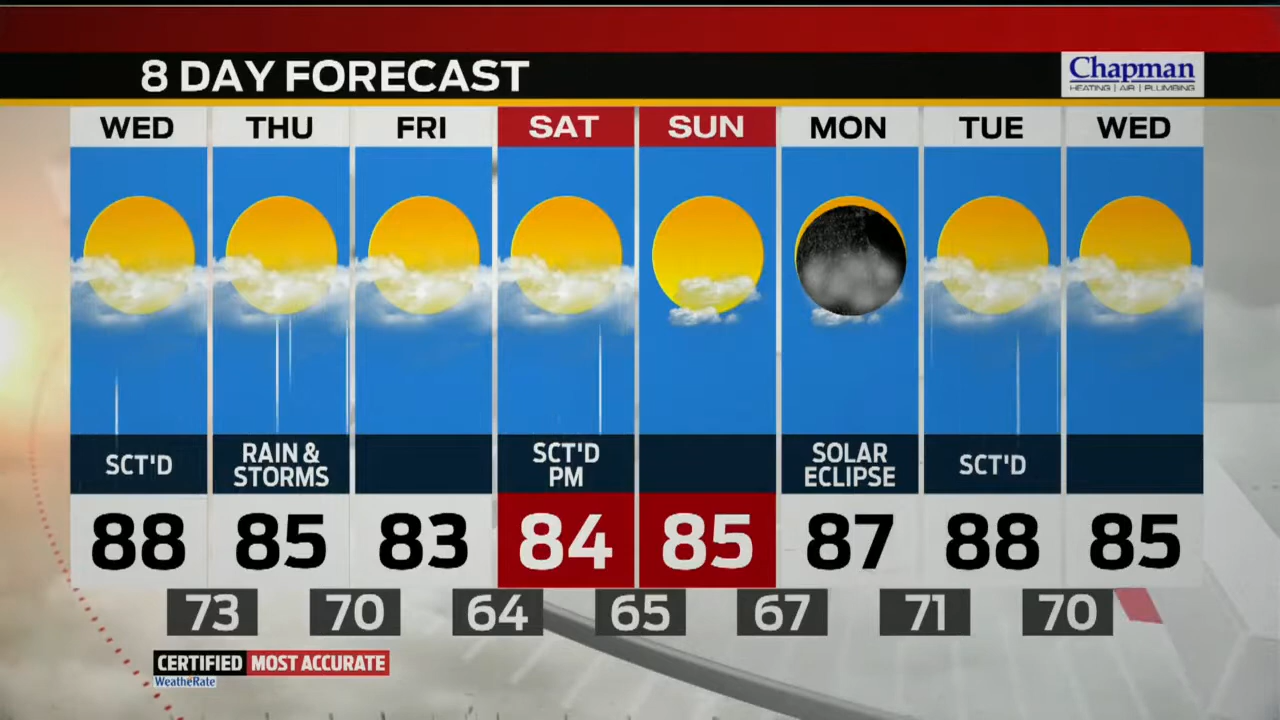 8 DAY FORECAST
Chapman
HEATING | AIR | PLUMBING
WED THU FRI SAT SUN MON TUE WED
SCT'D
RAIN &
STORMS
SCT'D
PM
SOLAR
ECLIPSE
SCT'D
88 85 83 84 85 87 88 85
73 70 64 65 67 71 70
CERTIFIED MOST ACCURATE
WeatheRate